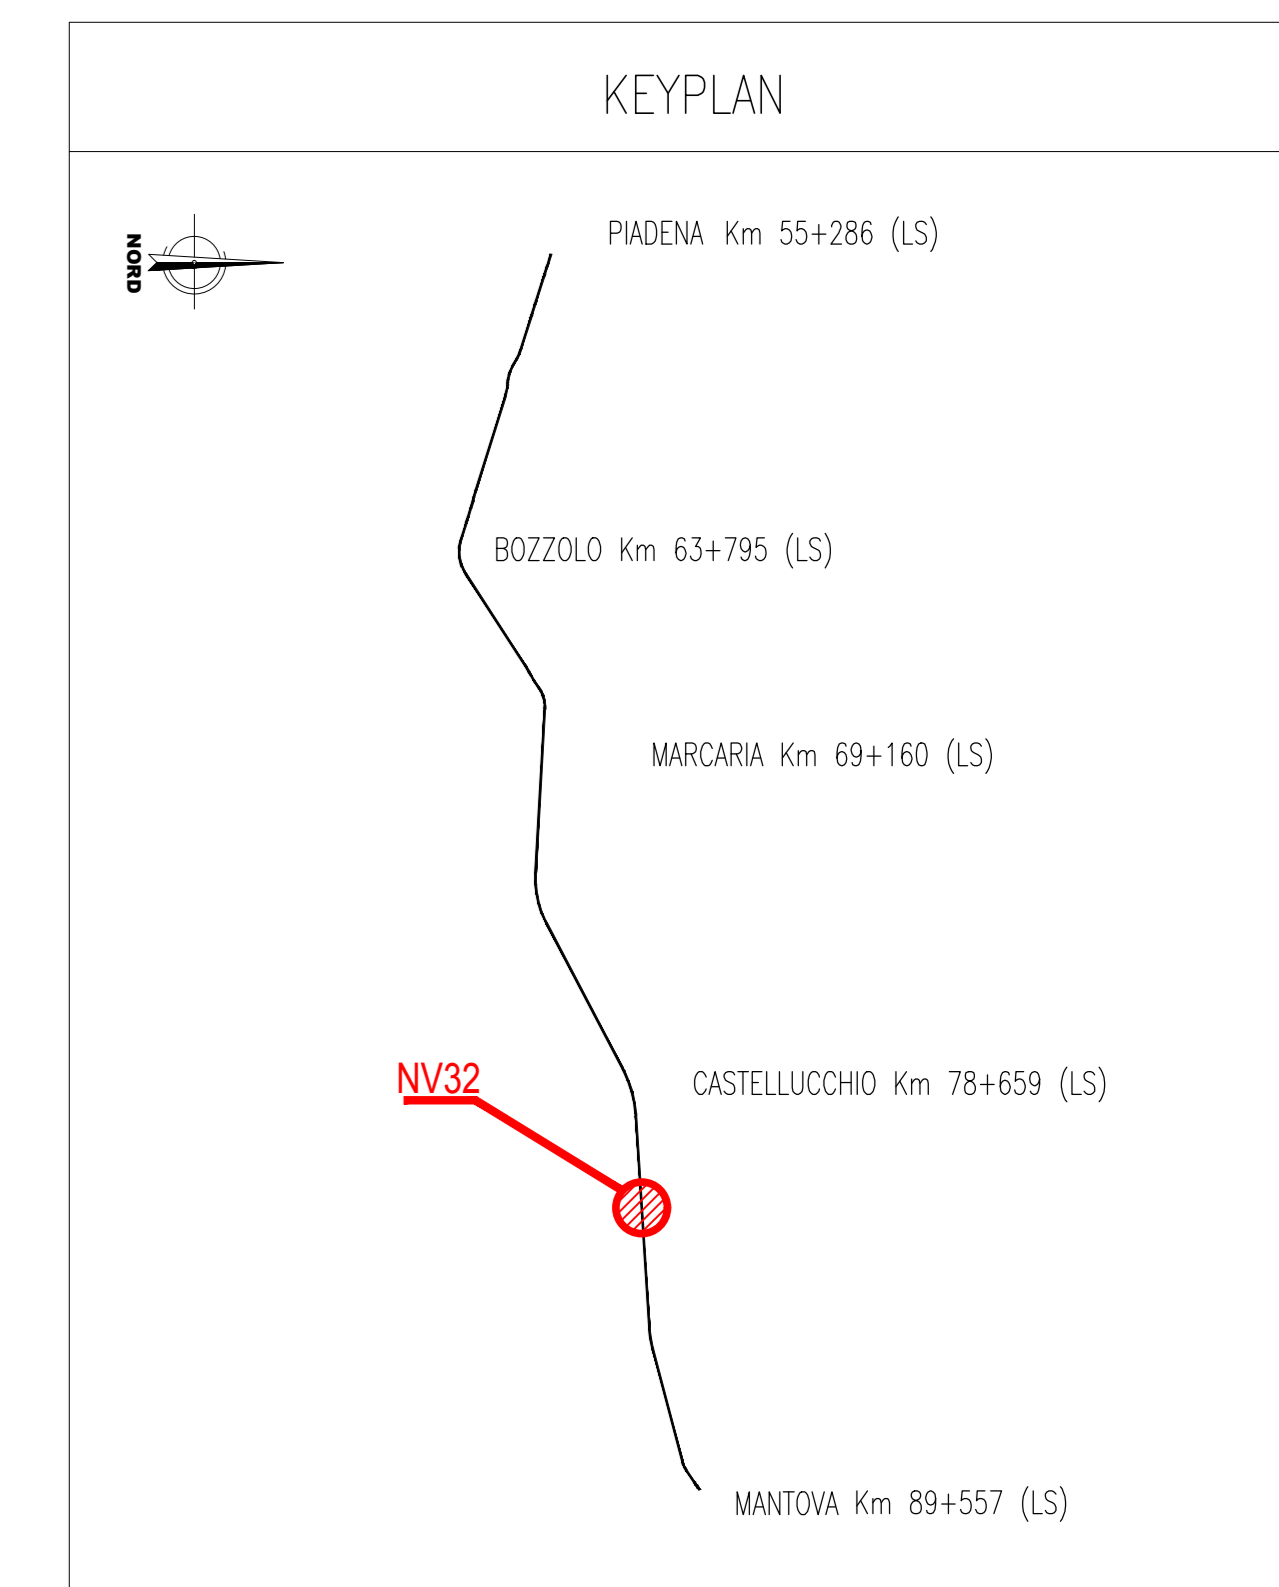 KEYPLAN
NORD
PIADENA Km 55+286 (LS)
BOZZOLO Km 63+795 (LS)
MARCARIA Km 69+160 (LS)
NV32
CASTELLUCCHIO Km 78+659 (LS)
MANTOVA Km 89+557 (LS)